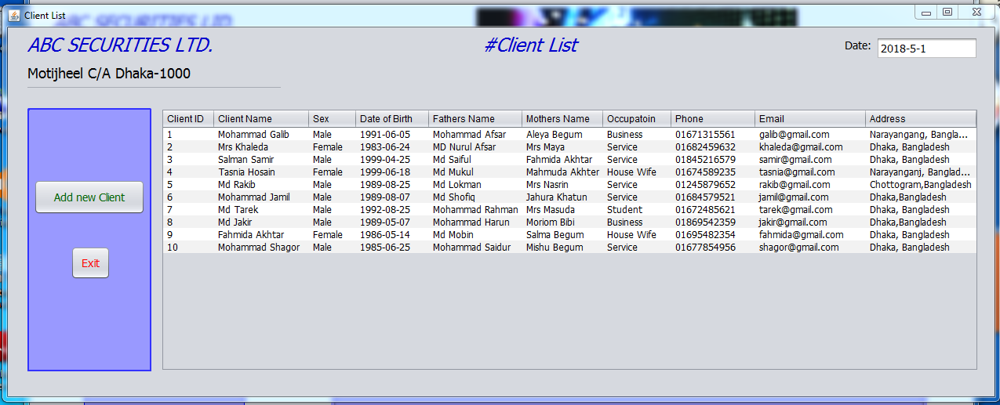 Client List
ABC SECURITIES LTD.
#Client List
Date: 2018-5-1
Motijheel C/A Dhaka-1000
Add new Client
Exit
Client ID Client Name Sex Date of Birth Fathers Name Mothers Name Occupatoin Phone Email Address
1 Mohammad Galib Male 1991-06-05 Mohammad Afsar Aleya Begum Business 01671315561 galib@gmail.com Narayangang, Bangla...
2 Mrs Khaleda Female 1983-06-24 MD Nurul Afsar Mrs Maya Service 01682459632 khaleda@gmail.com Dhaka, Bangladesh
3 Salman Samir Male 1999-04-25 Md Saiful Fahmida Akhtar Service 01845216579 samir@gmail.com Dhaka, Bangladesh
4 Tasnia Hosain Female 1999-06-18 Md Mukul Mahmuda Akhter House Wife 01674589235 tasnia@gmail.com Narayanganj, Banglad...
5 Md Rakib Male 1989-08-25 Md Lokman Mrs Nasrin Service 01245879652 rakib@gmail.com Chottogram,Bangladesh
6 Mohammad Jamil Male 1989-08-07 Md Shofiq Jahura Khatun Service 01684579521 jamil@gmail.com Dhaka,Bangladesh
7 Md Tarek Male 1992-08-25 Mohammad Rahman Mrs Masuda Student 01672485621 tarek@gmail.com Dhaka, Bangladesh
8 Md Jakir Male 1989-05-07 Mohammad Harun Moriom Bibi Business 01869542359 jakir@gmail.com Dhaka,Bangladesh
9 Fahmida Akhtar Female 1986-05-14 Md Mobin Salma Begum House Wife 01695482354 fahmida@gmail.com Dhaka, Bangladesh
10 Mohammad Shagor Male 1985-06-25 Mohammad Saidur Mishu Begum Service 01677854956 shagor@gmail.com Dhaka, Bangladesh